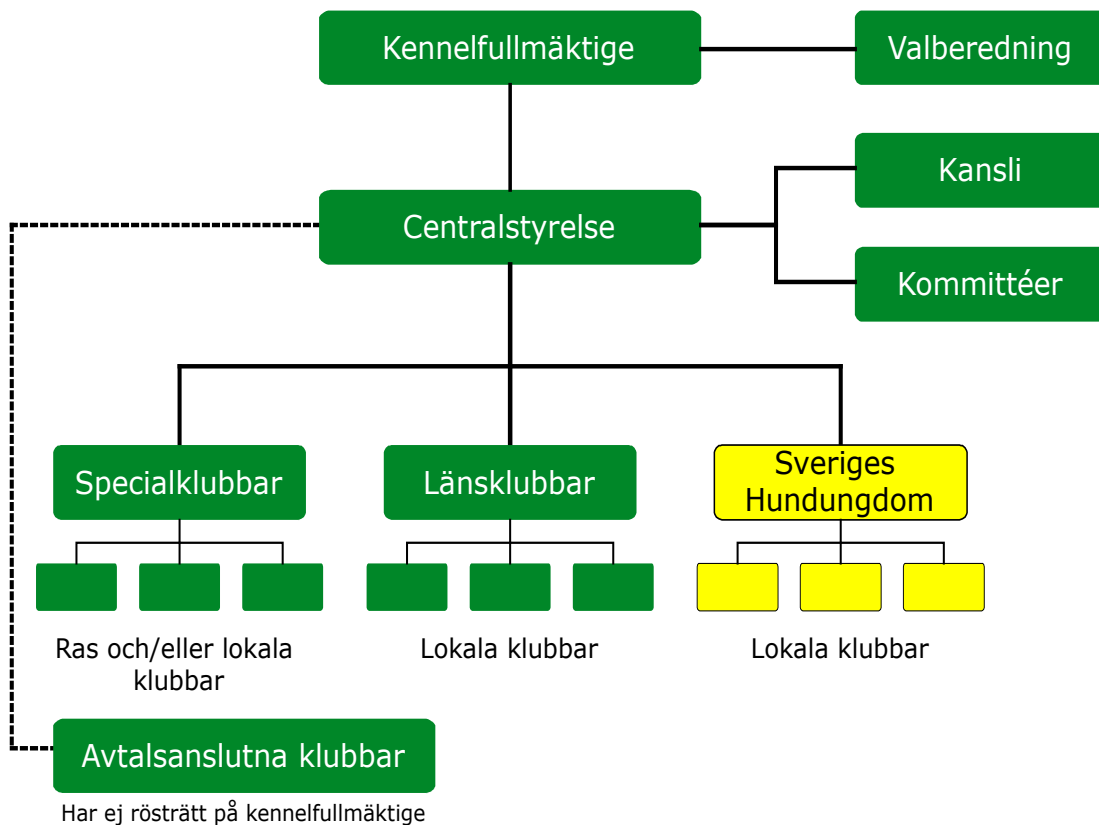 Kennelfullmäktige
Valberedning
Kansli
Centralstyrelse
Kommittéer
Specialklubbar
Länsklubbar
Sveriges
Hundungdom
Ras och/eller lokala
klubbar
Lokala klubbar
Lokala klubbar
Avtalsanslutna klubbar
Har ej rösträtt på kennelfullmäktige